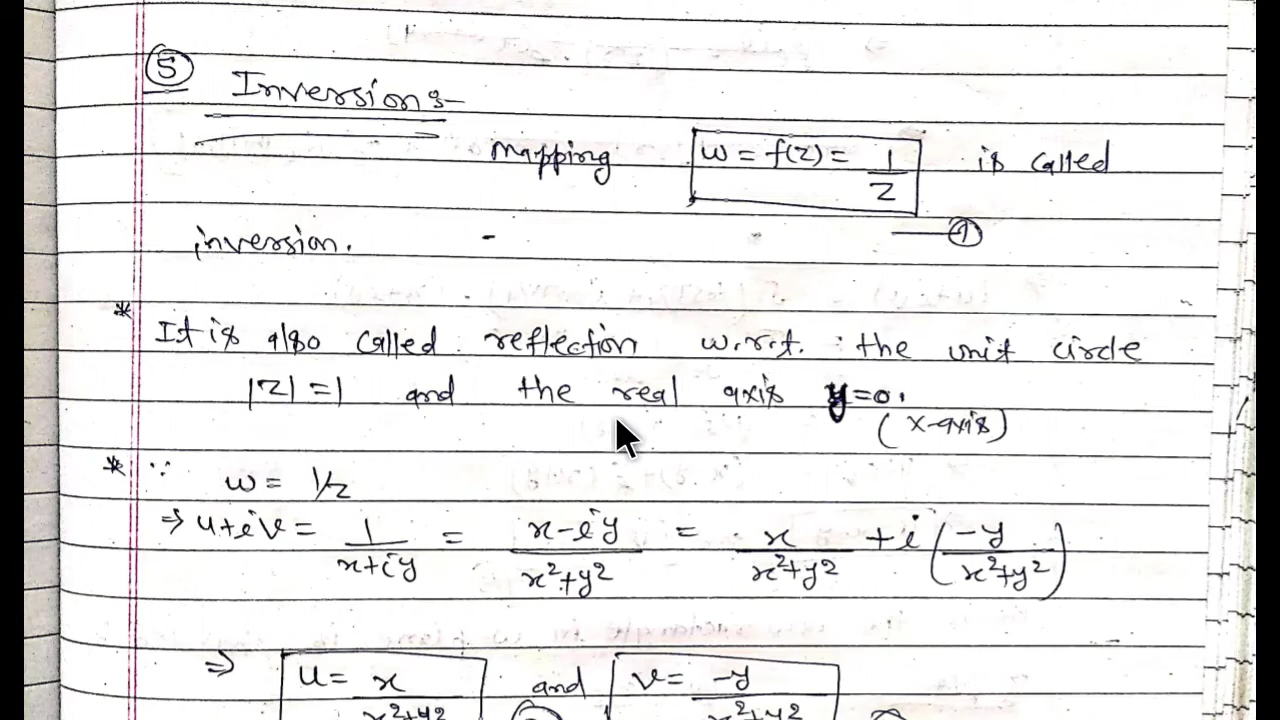 ⑤ Inversion:-
mapping w = f(z) = 1/z is called
—①
inversion.
* It is also called reflection w.r.t. the unit circle
|z| = 1 and the real axis y=0.
(x-axis)
* ∵ w = 1/z
⇒ u+iv = 1/(x+iy) = (x-iy)/(x²+y²) = x/(x²+y²) + i(-y/(x²+y²))
⇒ u = x/(x²+y²) and v = -y/(x²+y²)